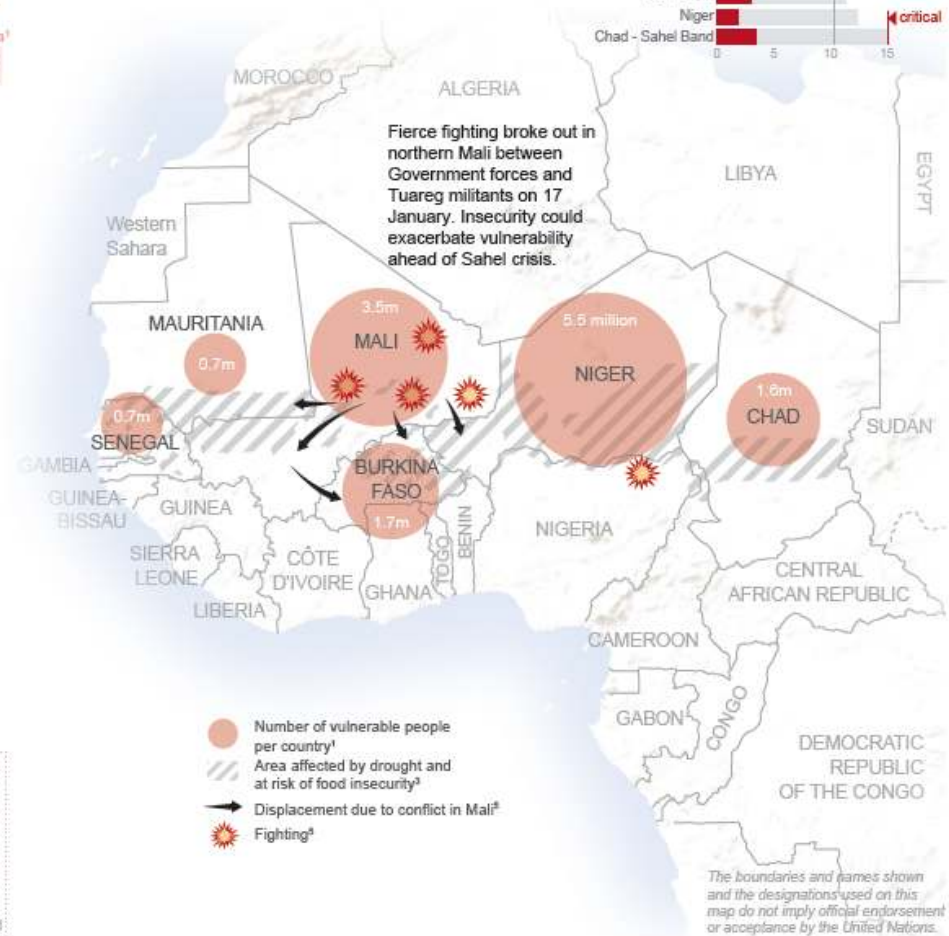 Niger
critical
Chad - Sahel Band
0 5 10 15
MOROCCO
ALGERIA
Fierce fighting broke out in
northern Mali between
Government forces and
Tuareg militants on 17
January. Insecurity could
exacerbate vulnerability
ahead of Sahel crisis.
LIBYA
EGYPT
Western
Sahara
MAURITANIA
0.7m
3.5m
MALI
5.5 million
NIGER
1.6m
CHAD
SUDAN
0.7m
SENEGAL
GAMBIA
GUINEA-
BISSAU
GUINEA
BURKINA
FASO
1.7m
SIERRA
LEONE
LIBERIA
CÔTE
D'IVOIRE
GHANA
TOGO
BENIN
NIGERIA
CENTRAL
AFRICAN REPUBLIC
CAMEROON
GABON
CONGO
DEMOCRATIC
REPUBLIC
OF THE CONGO
Number of vulnerable people
per country¹
Area affected by drought and
at risk of food insecurity³
Displacement due to conflict in Mali⁵
Fighting⁵
The boundaries and names shown
and the designations used on this
map do not imply official endorsement
or acceptance by the United Nations.